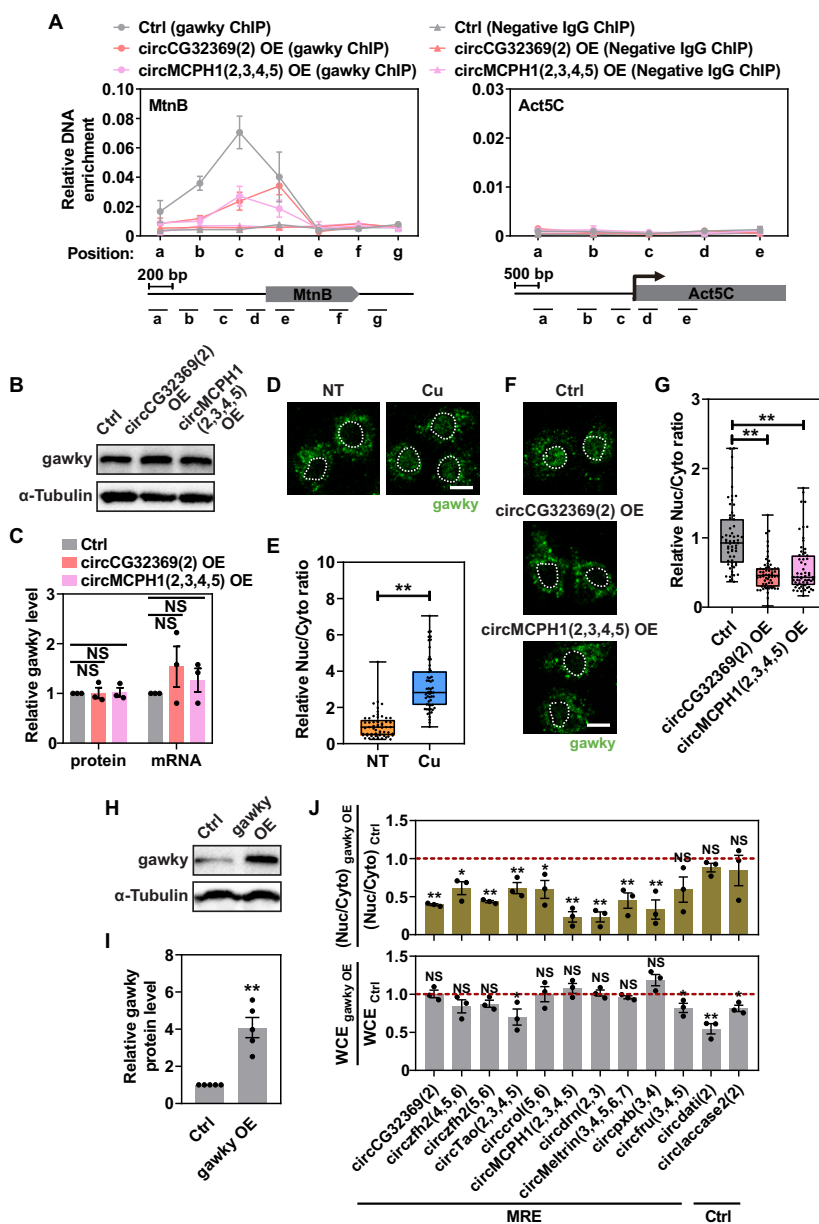 A
Ctrl (gawky ChIP)
circCG32369(2) OE (gawky ChIP)
circMCPH1(2,3,4,5) OE (gawky ChIP)
Ctrl (Negative IgG ChIP)
circCG32369(2) OE (Negative IgG ChIP)
circMCPH1(2,3,4,5) OE (Negative IgG ChIP)
Relative DNA
enrichment
MtnB
0.10
0.08
0.06
0.04
0.02
0
Position:
a b c d e f g
200 bp
MtnB
a b c d e f g
Act5C
0.03
0.02
0.01
0
a b c d e
500 bp
Act5C
a b c d e
B
Ctrl
circCG32369(2)
OE
circMCPH1
(2,3,4,5)
OE
gawky
α-Tubulin
C
Ctrl
circCG32369(2) OE
circMCPH1(2,3,4,5) OE
Relative gawky level
3
2
1
0
NS
NS
NS
NS
protein mRNA
D
NT Cu
gawky
E
Relative Nuc/Cyto ratio
10
8
6
4
2
0
**
NT Cu
F
Ctrl
circCG32369(2) OE
circMCPH1(2,3,4,5) OE
gawky
G
Relative Nuc/Cyto ratio
3
2
1
0
**
**
Ctrl
circCG32369(2) OE
circMCPH1(2,3,4,5) OE
H
Ctrl
gawky
OE
gawky
α-Tubulin
I
Relative gawky
protein level
8
6
4
2
0
**
Ctrl
gawky OE
J
(Nuc/Cyto) gawky OE
(Nuc/Cyto) Ctrl
1.5
1.0
0.5
0
** * ** ** * ** ** ** ** NS NS NS
WCE gawky OE
WCE Ctrl
1.5
1.0
0.5
0
NS NS NS * NS NS NS NS NS * ** *
circCG32369(2)
circzfh2(4,5,6)
circzfh2(5,6)
circTao(2,3,4,5)
circcrol(5,6)
circMCPH1(2,3,4,5)
circdrn(2,3)
circMeltrin(3,4,5,6,7)
circpxb(3,4)
circfru(3,4,5)
circdati(2)
circlaccase2(2)
MRE Ctrl